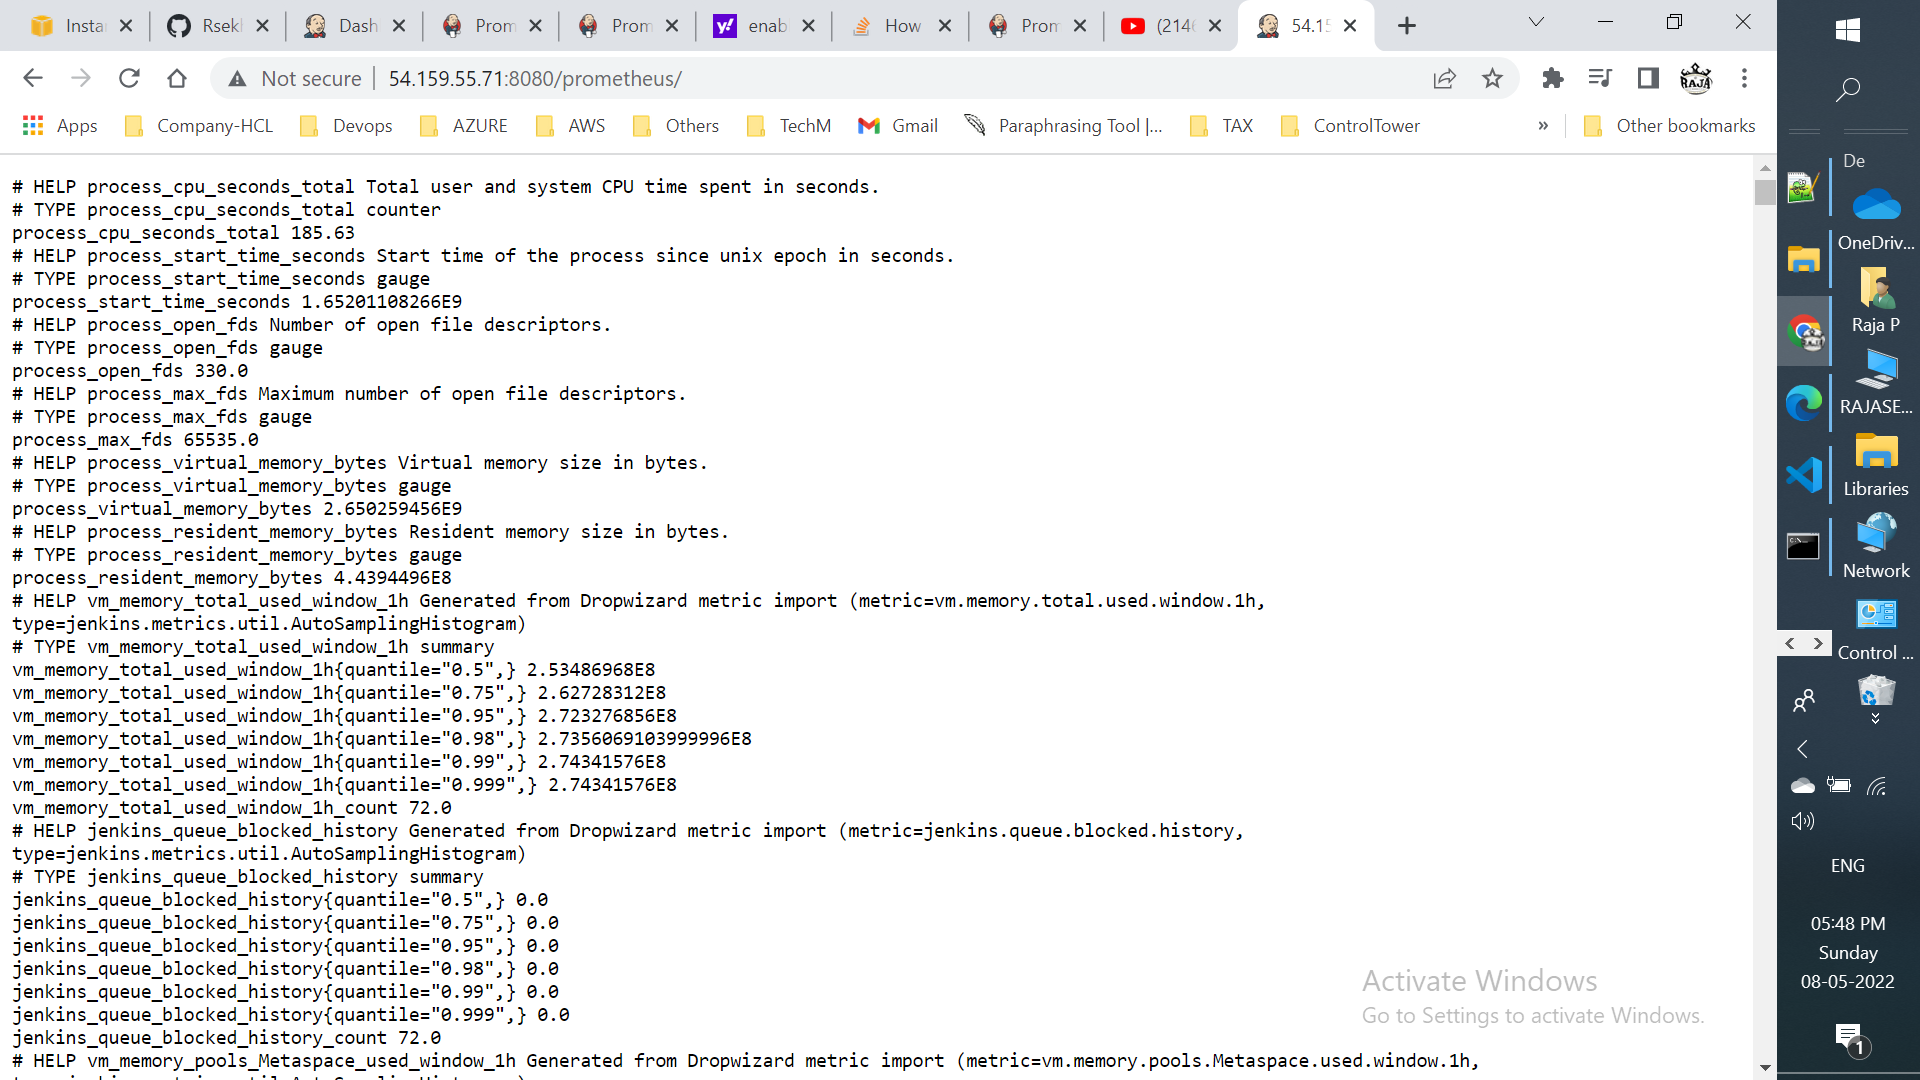 Insta
Rsekh
Dash
Prom
Prom
enab
How
Prom
(214
54.15
Not secure
54.159.55.71:8080/prometheus/
Apps
Company-HCL
Devops
AZURE
AWS
Others
TechM
Gmail
Paraphrasing Tool |...
TAX
ControlTower
»
Other bookmarks
# HELP process_cpu_seconds_total Total user and system CPU time spent in seconds.
# TYPE process_cpu_seconds_total counter
process_cpu_seconds_total 185.63
# HELP process_start_time_seconds Start time of the process since unix epoch in seconds.
# TYPE process_start_time_seconds gauge
process_start_time_seconds 1.65201108266E9
# HELP process_open_fds Number of open file descriptors.
# TYPE process_open_fds gauge
process_open_fds 330.0
# HELP process_max_fds Maximum number of open file descriptors.
# TYPE process_max_fds gauge
process_max_fds 65535.0
# HELP process_virtual_memory_bytes Virtual memory size in bytes.
# TYPE process_virtual_memory_bytes gauge
process_virtual_memory_bytes 2.650259456E9
# HELP process_resident_memory_bytes Resident memory size in bytes.
# TYPE process_resident_memory_bytes gauge
process_resident_memory_bytes 4.4394496E8
# HELP vm_memory_total_used_window_1h Generated from Dropwizard metric import (metric=vm.memory.total.used.window.1h,
type=jenkins.metrics.util.AutoSamplingHistogram)
# TYPE vm_memory_total_used_window_1h summary
vm_memory_total_used_window_1h{quantile="0.5",} 2.53486968E8
vm_memory_total_used_window_1h{quantile="0.75",} 2.62728312E8
vm_memory_total_used_window_1h{quantile="0.95",} 2.723276856E8
vm_memory_total_used_window_1h{quantile="0.98",} 2.7356069103999996E8
vm_memory_total_used_window_1h{quantile="0.99",} 2.74341576E8
vm_memory_total_used_window_1h{quantile="0.999",} 2.74341576E8
vm_memory_total_used_window_1h_count 72.0
# HELP jenkins_queue_blocked_history Generated from Dropwizard metric import (metric=jenkins.queue.blocked.history,
type=jenkins.metrics.util.AutoSamplingHistogram)
# TYPE jenkins_queue_blocked_history summary
jenkins_queue_blocked_history{quantile="0.5",} 0.0
jenkins_queue_blocked_history{quantile="0.75",} 0.0
jenkins_queue_blocked_history{quantile="0.95",} 0.0
jenkins_queue_blocked_history{quantile="0.98",} 0.0
jenkins_queue_blocked_history{quantile="0.99",} 0.0
jenkins_queue_blocked_history{quantile="0.999",} 0.0
jenkins_queue_blocked_history_count 72.0
# HELP vm_memory_pools_Metaspace_used_window_1h Generated from Dropwizard metric import (metric=vm.memory.pools.Metaspace.used.window.1h,
Activate Windows
Go to Settings to activate Windows.
RAJA
De
OneDriv...
Raja P
RAJASE...
Libraries
Network
Control ...
ENG
05:48 PM
Sunday
08-05-2022
1